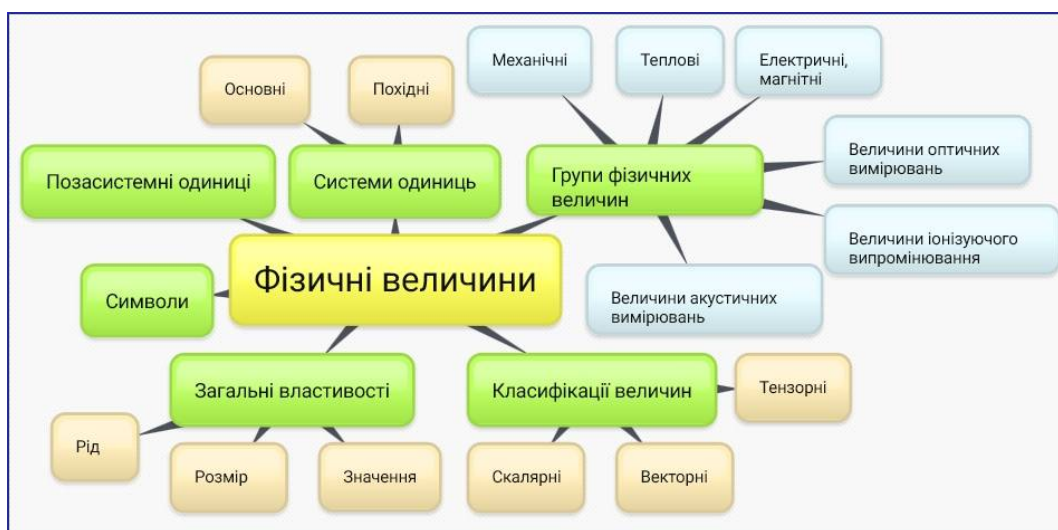 Механічні
Теплові
Електричні,
магнітні
Основні
Похідні
Позасистемні одиниці
Системи одиниць
Групи фізичних
величин
Величини оптичних
вимірювань
Величини іонізуючого
випромінювання
Фізичні величини
Символи
Величини акустичних
вимірювань
Загальні властивості
Класифікації величин
Тензорні
Рід
Розмір
Значення
Скалярні
Векторні